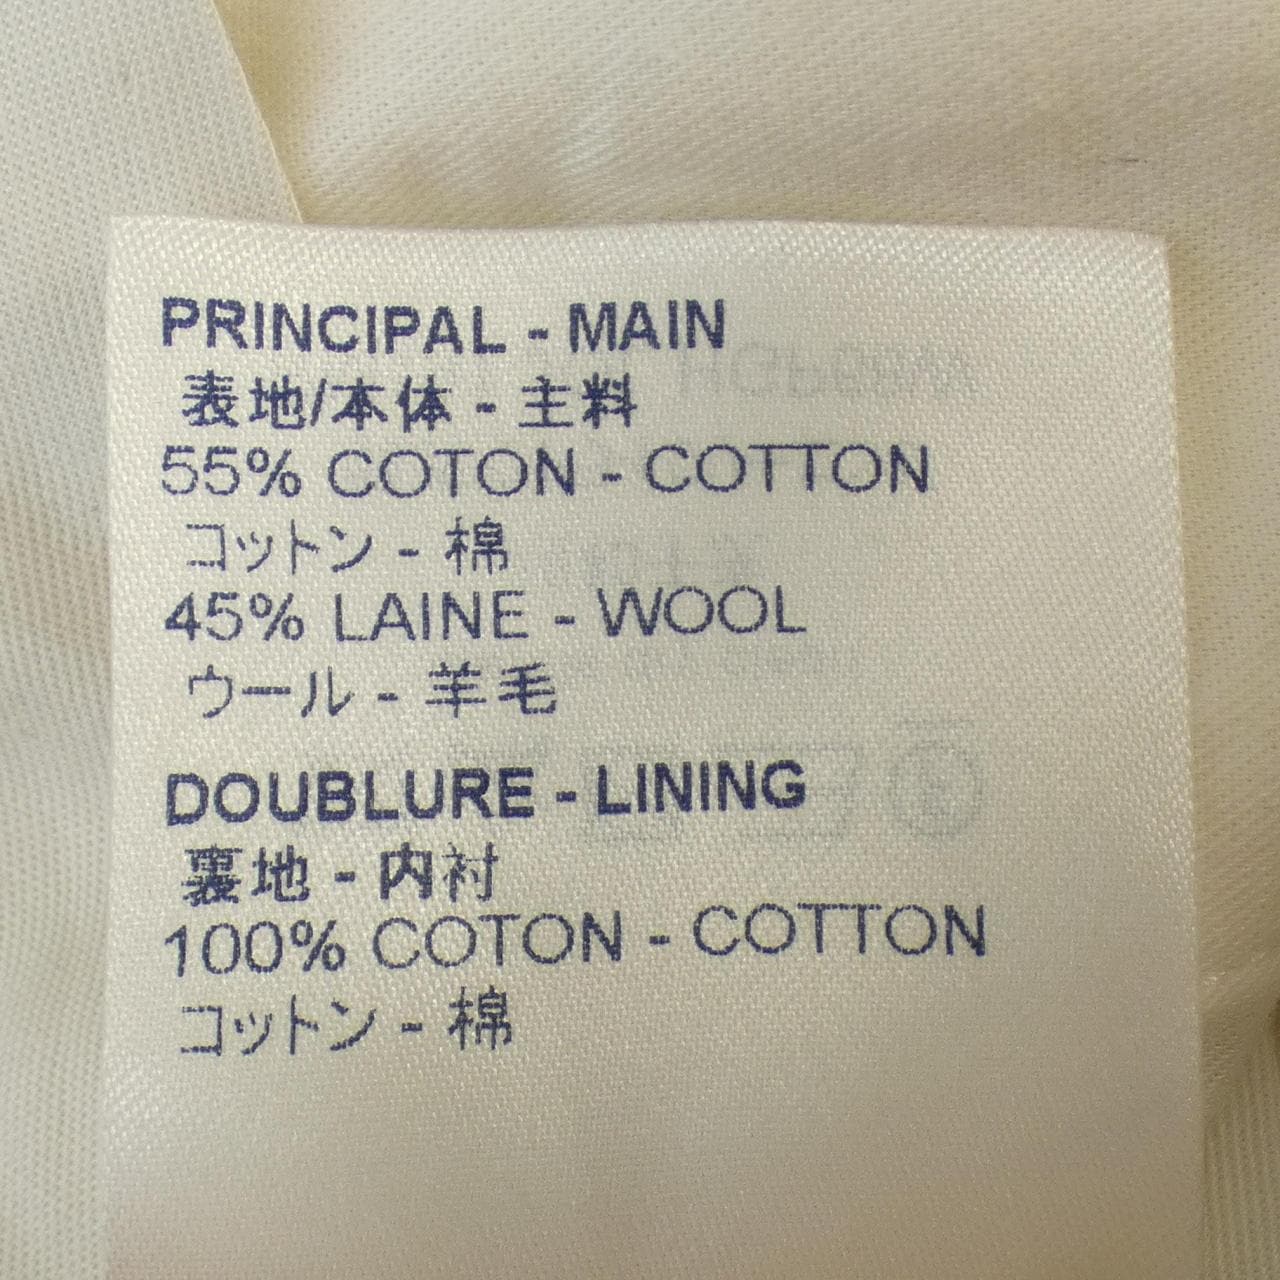 PRINCIPAL - MAIN
表地/本体 - 主料
55% COTON - COTTON
コットン - 棉
45% LAINE - WOOL
ウール - 羊毛
DOUBLURE - LINING
裏地 - 内衬
100% COTON - COTTON
コットン - 棉